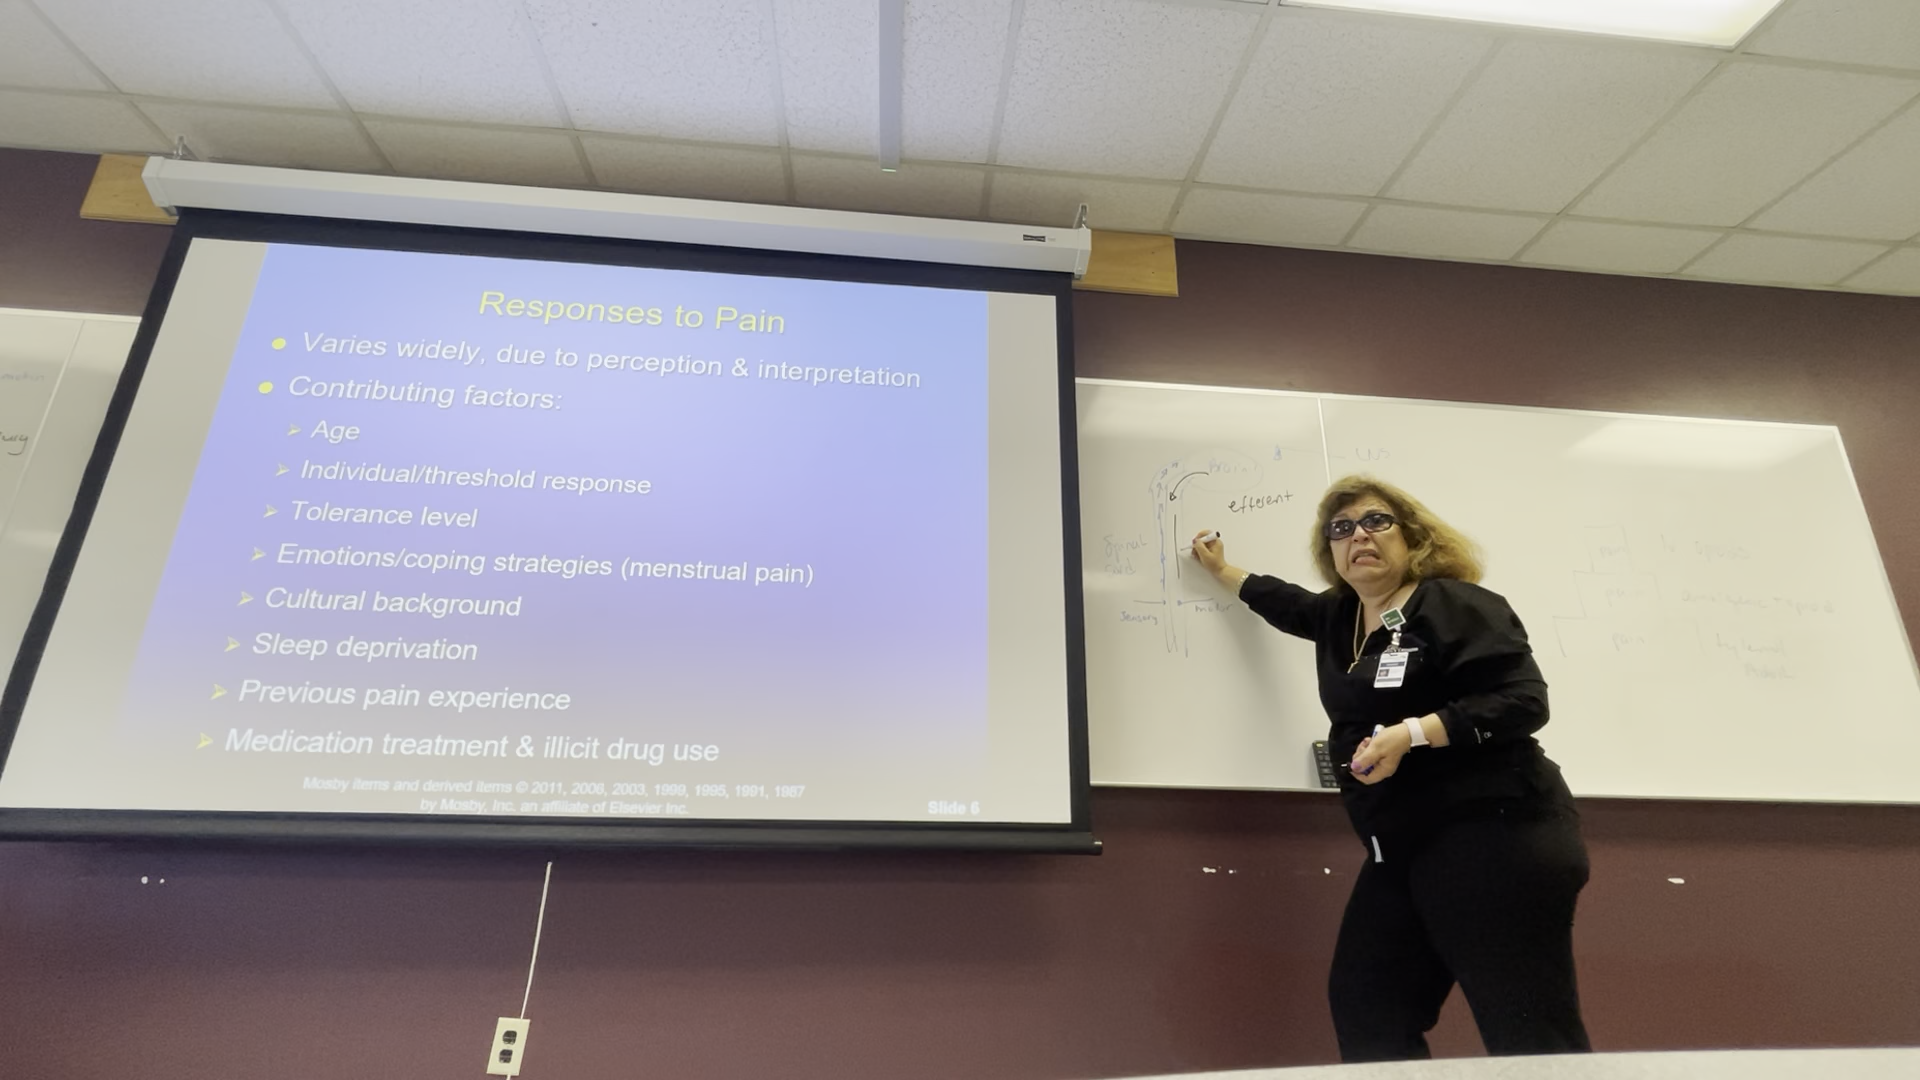 Responses to Pain
Varies widely, due to perception & interpretation
Contributing factors:
Age
Individual/threshold response
Tolerance level
Emotions/coping strategies (menstrual pain)
Cultural background
Sleep deprivation
Previous pain experience
Medication treatment & illicit drug use
Mosby items and derived items © 2011, 2006, 2003, 1999, 1995, 1991, 1987
by Mosby, Inc. an affiliate of Elsevier Inc.
Slide 6
Brain
efferent
Spinal
cord
sensory
motor
pain
pain